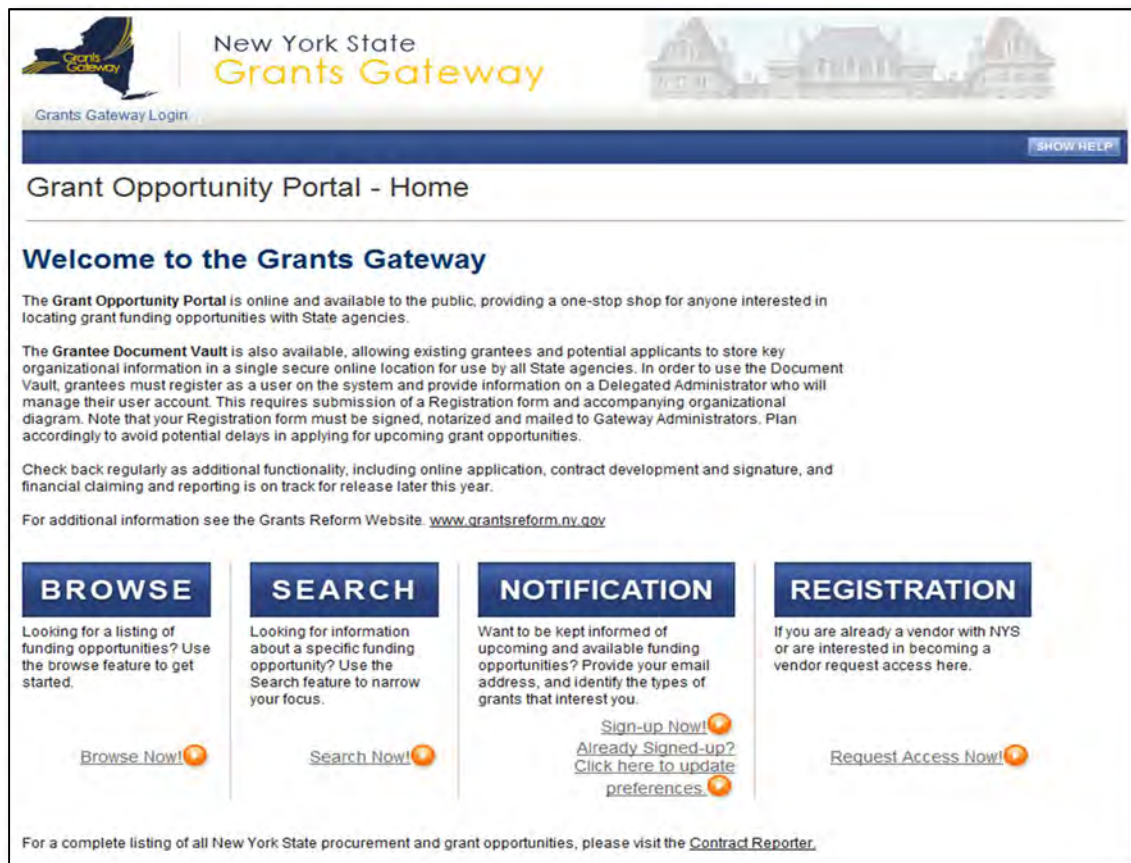 Grants
Gateway
New York State
Grants Gateway
Grants Gateway Login
SHOW HELP
Grant Opportunity Portal - Home
Welcome to the Grants Gateway
The Grant Opportunity Portal is online and available to the public, providing a one-stop shop for anyone interested in
locating grant funding opportunities with State agencies.
The Grantee Document Vault is also available, allowing existing grantees and potential applicants to store key
organizational information in a single secure online location for use by all State agencies. In order to use the Document
Vault, grantees must register as a user on the system and provide information on a Delegated Administrator who will
manage their user account. This requires submission of a Registration form and accompanying organizational
diagram. Note that your Registration form must be signed, notarized and mailed to Gateway Administrators. Plan
accordingly to avoid potential delays in applying for upcoming grant opportunities.
Check back regularly as additional functionality, including online application, contract development and signature, and
financial claiming and reporting is on track for release later this year.
For additional information see the Grants Reform Website. www.grantsreform.ny.gov
BROWSE
Looking for a listing of
funding opportunities? Use
the browse feature to get
started.
Browse Now!
SEARCH
Looking for information
about a specific funding
opportunity? Use the
Search feature to narrow
your focus.
Search Now!
NOTIFICATION
Want to be kept informed of
upcoming and available funding
opportunities? Provide your email
address, and identify the types of
grants that interest you.
Sign-up Now!
Already Signed-up?
Click here to update
preferences.
REGISTRATION
If you are already a vendor with NYS
or are interested in becoming a
vendor request access here.
Request Access Now!
For a complete listing of all New York State procurement and grant opportunities, please visit the Contract Reporter.